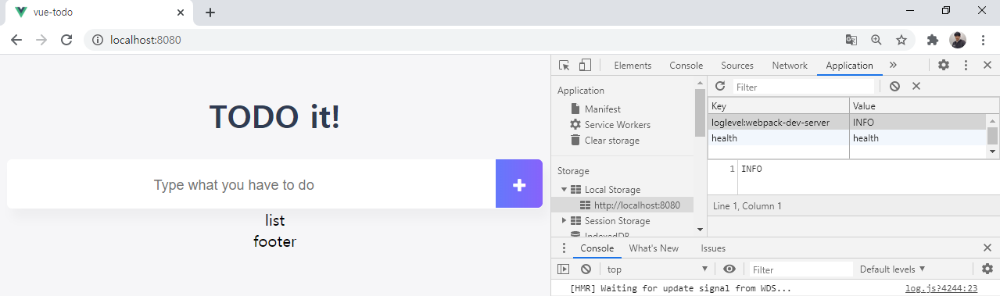 vue-todo
localhost:8080
TODO it!
Type what you have to do
list
footer
Elements Console Sources Network Application
Application
Manifest
Service Workers
Clear storage
Storage
Local Storage
http://localhost:8080
Session Storage
IndexedDB
Filter
Key Value
loglevel:webpack-dev-server INFO
health health
1 INFO
Line 1, Column 1
Console What's New Issues
top Filter Default levels
[HMR] Waiting for update signal from WDS... log.js?4244:23